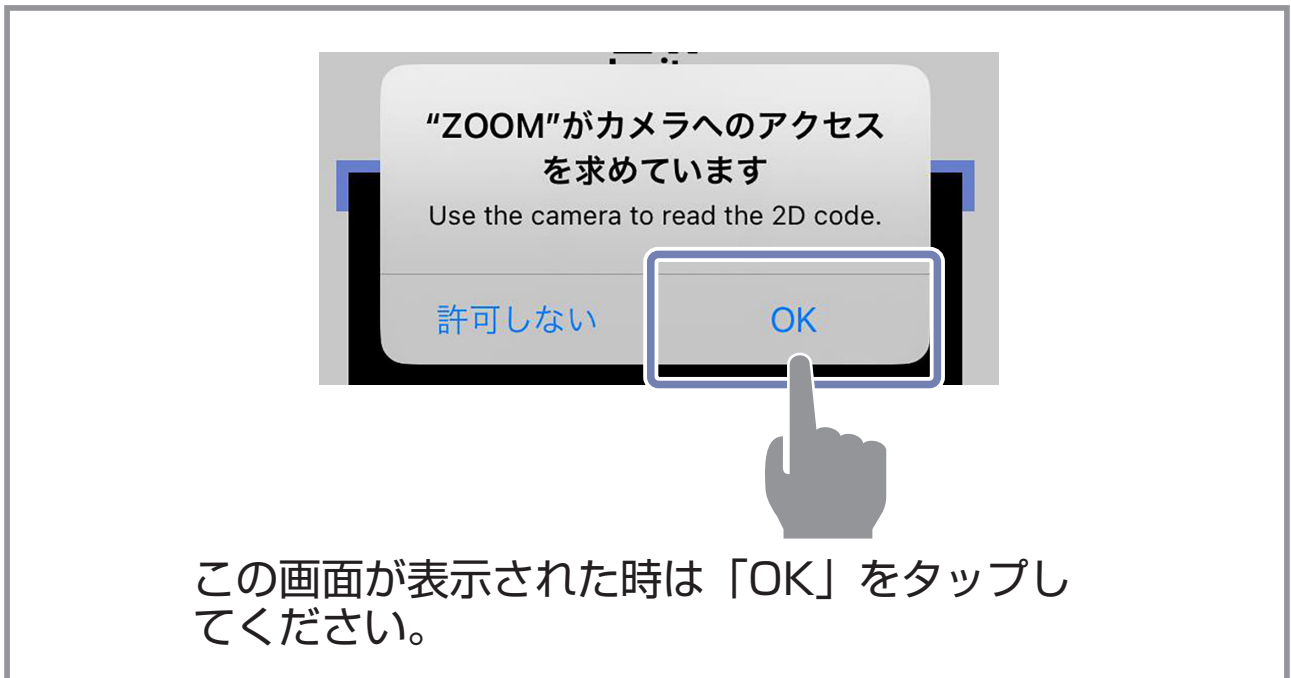 “ZOOM”がカメラへのアクセス
を求めています
Use the camera to read the 2D code.
許可しない
OK
この画面が表示された時は「OK」をタップし
てください。